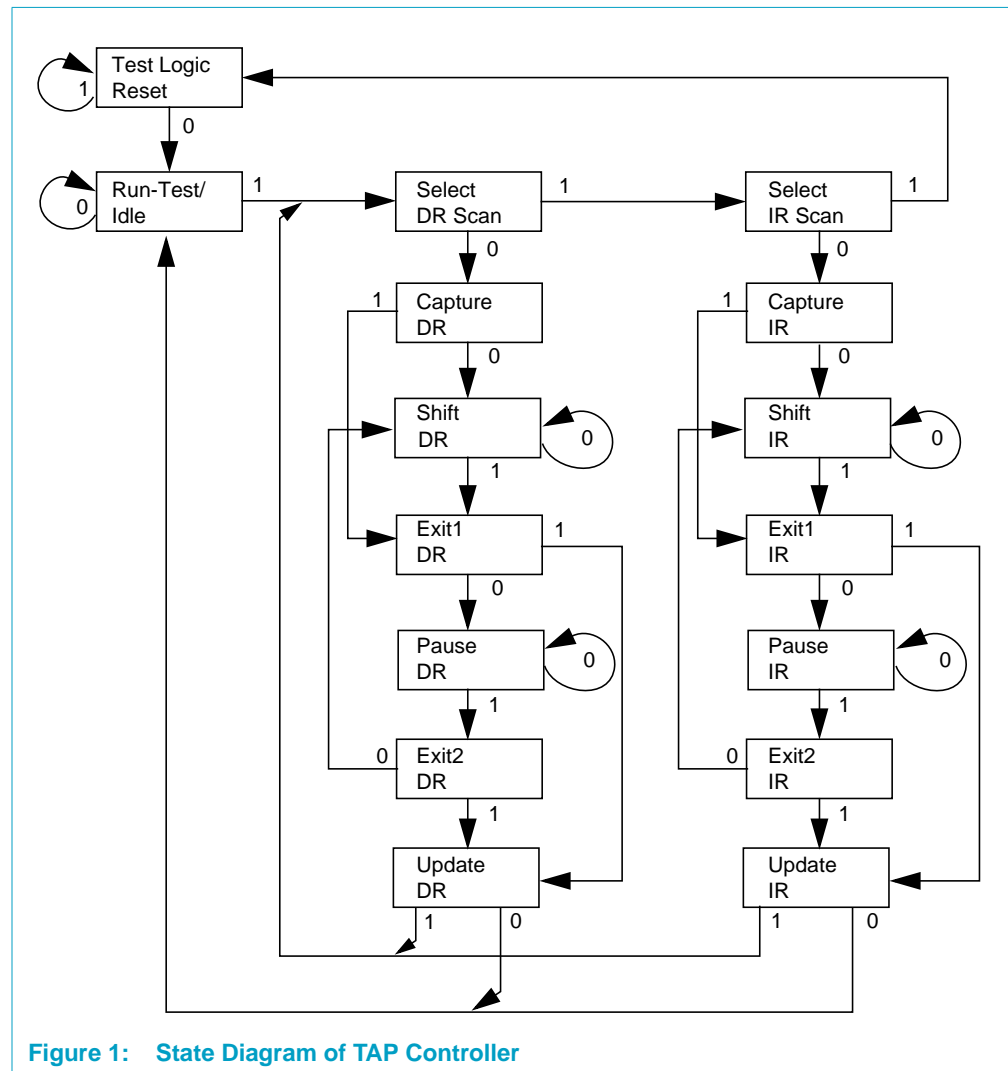 Test Logic
Reset
1
0
Run-Test/
Idle
0
1
Select
DR Scan
1
Select
IR Scan
1
0
0
Capture
DR
1
0
Capture
IR
1
0
Shift
DR
0
1
Shift
IR
0
1
Exit1
DR
1
0
Exit1
IR
1
0
Pause
DR
0
1
Pause
IR
0
1
Exit2
DR
0
1
Exit2
IR
0
1
Update
DR
1
0
Update
IR
1
0
Figure 1: State Diagram of TAP Controller